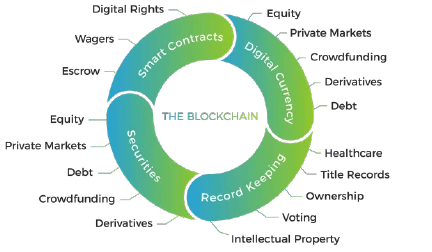 Digital Rights
Wagers
Escrow
Smart Contracts
Equity
Private Markets
Crowdfunding
Derivatives
Debt
Digital Currency
THE BLOCKCHAIN
Equity
Private Markets
Debt
Crowdfunding
Derivatives
Securities
Healthcare
Title Records
Ownership
Voting
Intellectual Property
Record Keeping